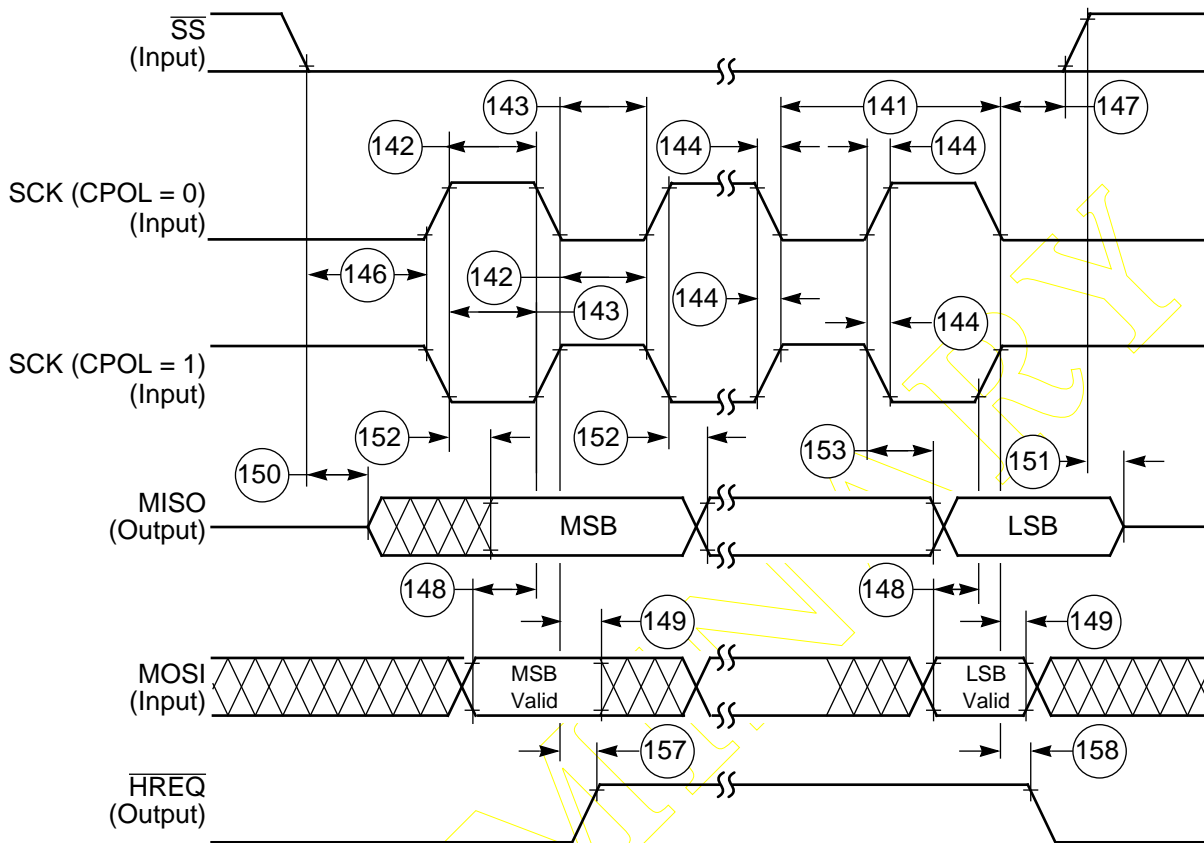 SS
(Input)
143
141
147
142
144
144
SCK (CPOL = 0)
(Input)
146
142
143
144
144
SCK (CPOL = 1)
(Input)
152
152
153
150
151
MISO
(Output)
MSB
LSB
148
148
149
149
MOSI
(Input)
MSB
Valid
LSB
Valid
157
158
HREQ
(Output)